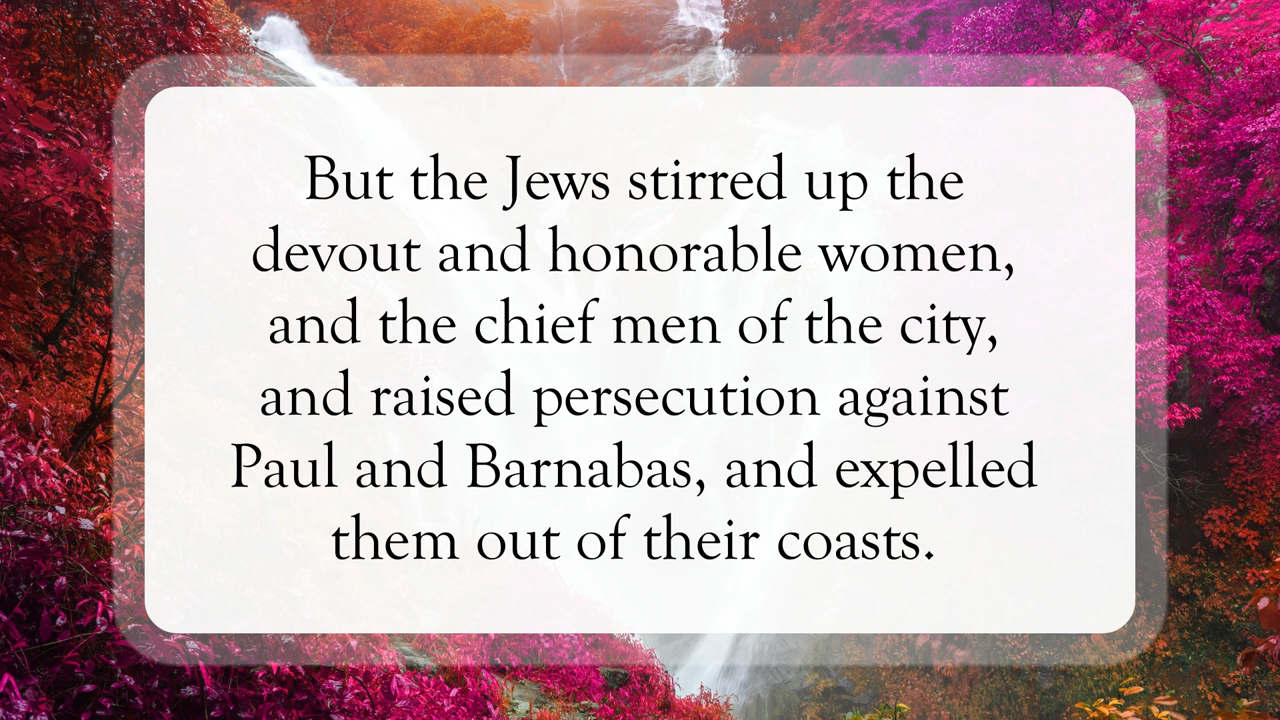 But the Jews stirred up the
devout and honorable women,
and the chief men of the city,
and raised persecution against
Paul and Barnabas, and expelled
them out of their coasts.